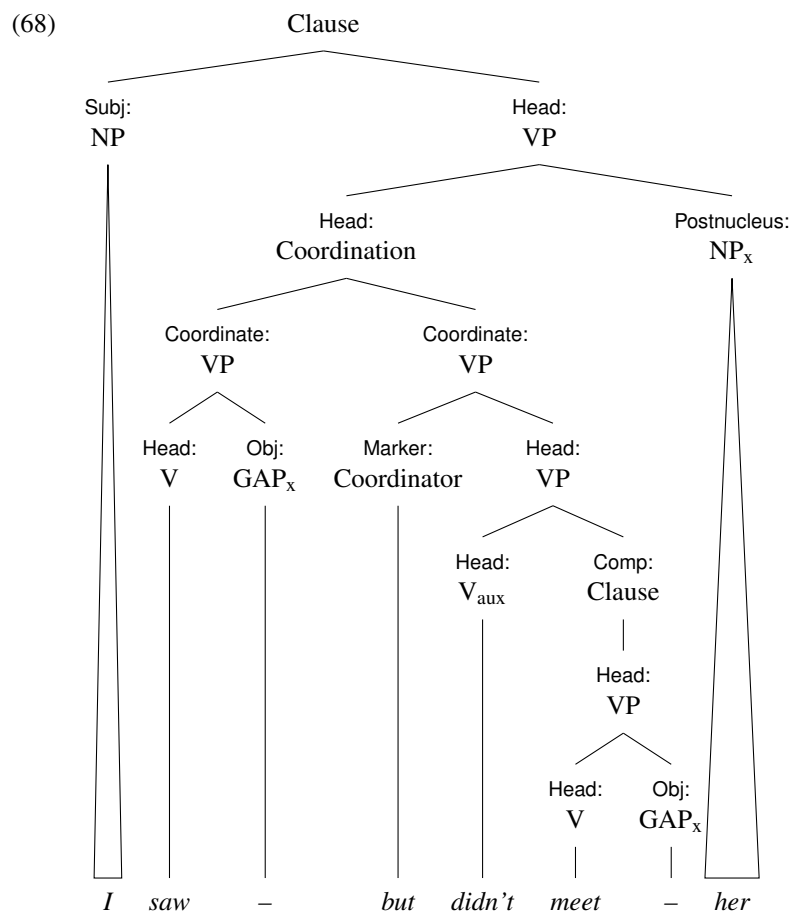 (68) Clause
Subj: Head:
NP VP
Head: Postnucleus:
Coordination NPx
Coordinate: Coordinate:
VP VP
Head: Obj: Marker: Head:
V GAPx Coordinator VP
Head: Comp:
Vaux Clause
Head:
VP
Head: Obj:
V GAPx
I saw – but didn't meet – her